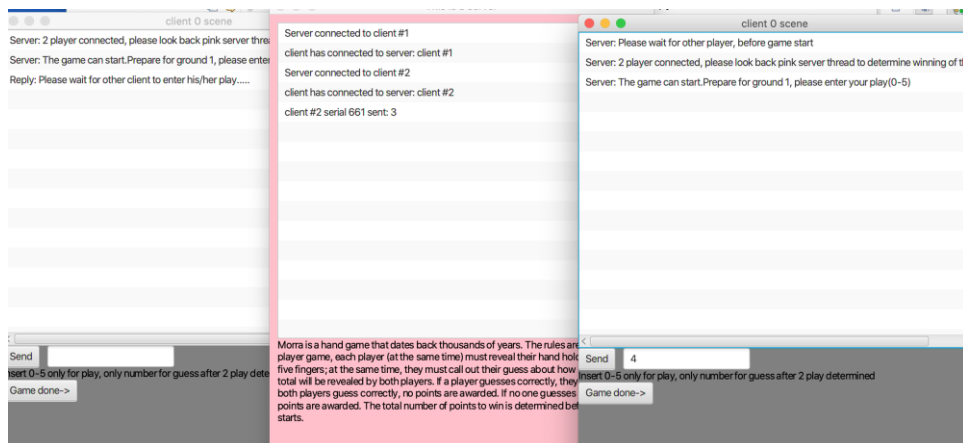 client 0 scene
Server: 2 player connected, please look back pink server threa
Server: The game can start.Prepare for ground 1, please enter
Reply: Please wait for other client to enter his/her play.....
Send
nsert 0-5 only for play, only number for guess after 2 play dete
Game done->
Server connected to client #1
client has connected to server: client #1
Server connected to client #2
client has connected to server: client #2
client #2 serial 661 sent: 3
Morra is a hand game that dates back thousands of years. The rules are
player game, each player (at the same time) must reveal their hand hold
five fingers; at the same time, they must call out their guess about how
total will be revealed by both players. If a player guesses correctly, they
both players guess correctly, no points are awarded. If no one guesses
points are awarded. The total number of points to win is determined bef
starts.
client 0 scene
Server: Please wait for other player, before game start
Server: 2 player connected, please look back pink server thread to determine winning of th
Server: The game can start.Prepare for ground 1, please enter your play(0-5)
Send
4
nsert 0-5 only for play, only number for guess after 2 play determined
Game done->